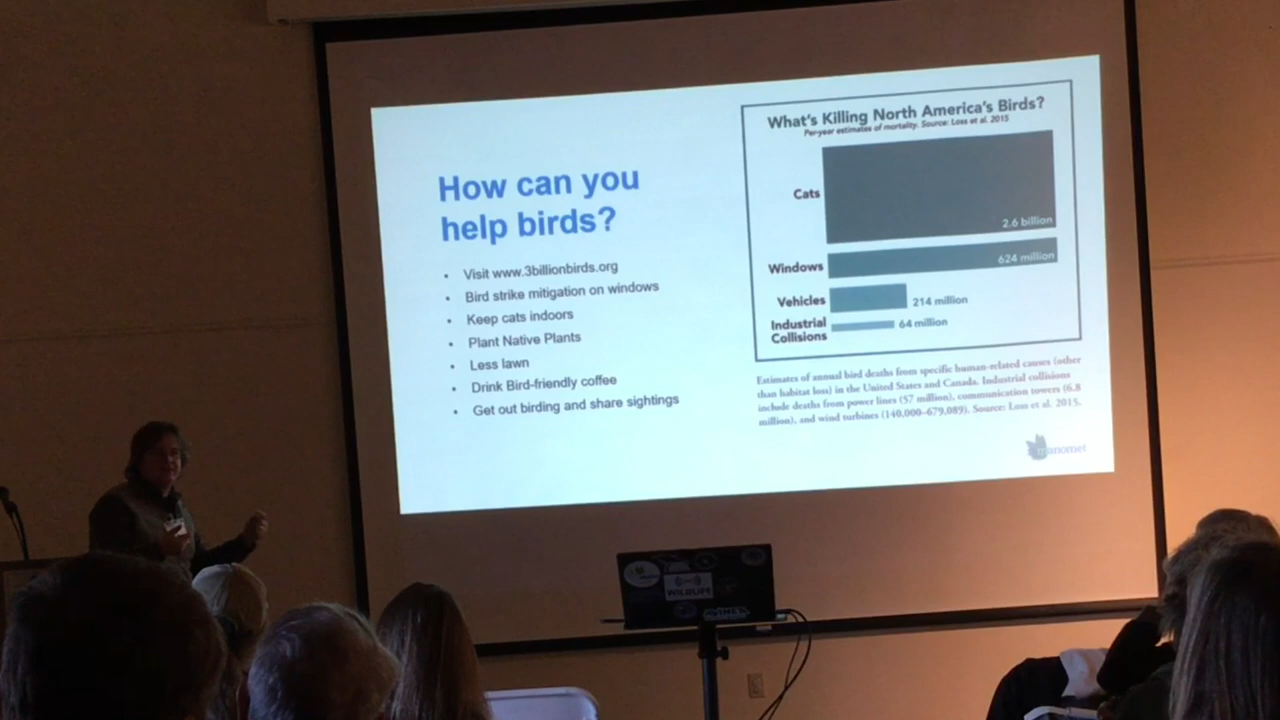 How can you
help birds?
• Visit www.3billionbirds.org
• Bird strike mitigation on windows
• Keep cats indoors
• Plant Native Plants
• Less lawn
• Drink Bird-friendly coffee
• Get out birding and share sightings
What's Killing North America's Birds?
Per-year estimates of mortality. Source: Loss et al. 2015
Cats
2.6 billion
Windows
624 million
Vehicles
214 million
Industrial
Collisions
64 million
Estimates of annual bird deaths from specific human-related causes (other
than habitat loss) in the United States and Canada. Industrial collisions
include deaths from power lines (57 million), communication towers (6.8
million), and wind turbines (140,000–679,089). Source: Loss et al. 2015.
Manomet
WILDLIFE